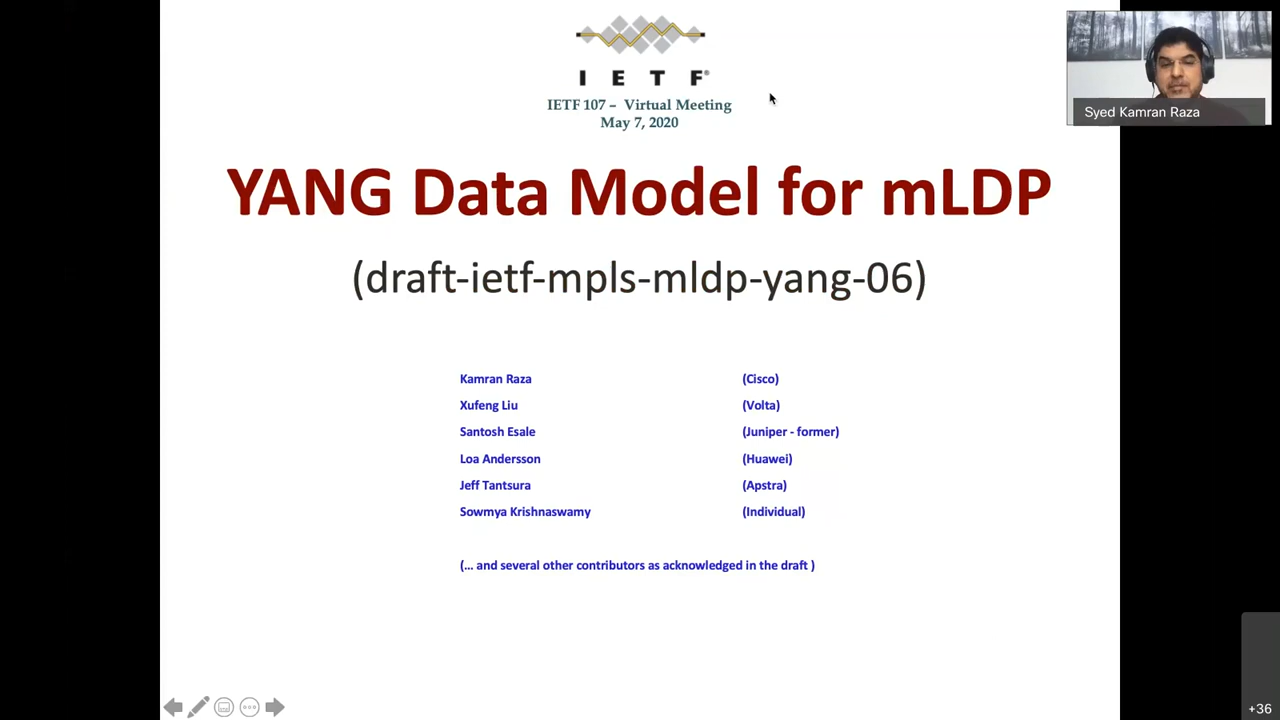 I E T F®
IETF 107 – Virtual Meeting
May 7, 2020
Syed Kamran Raza
YANG Data Model for mLDP
(draft-ietf-mpls-mldp-yang-06)
Kamran Raza (Cisco)
Xufeng Liu (Volta)
Santosh Esale (Juniper - former)
Loa Andersson (Huawei)
Jeff Tantsura (Apstra)
Sowmya Krishnaswamy (Individual)
(... and several other contributors as acknowledged in the draft )
+36